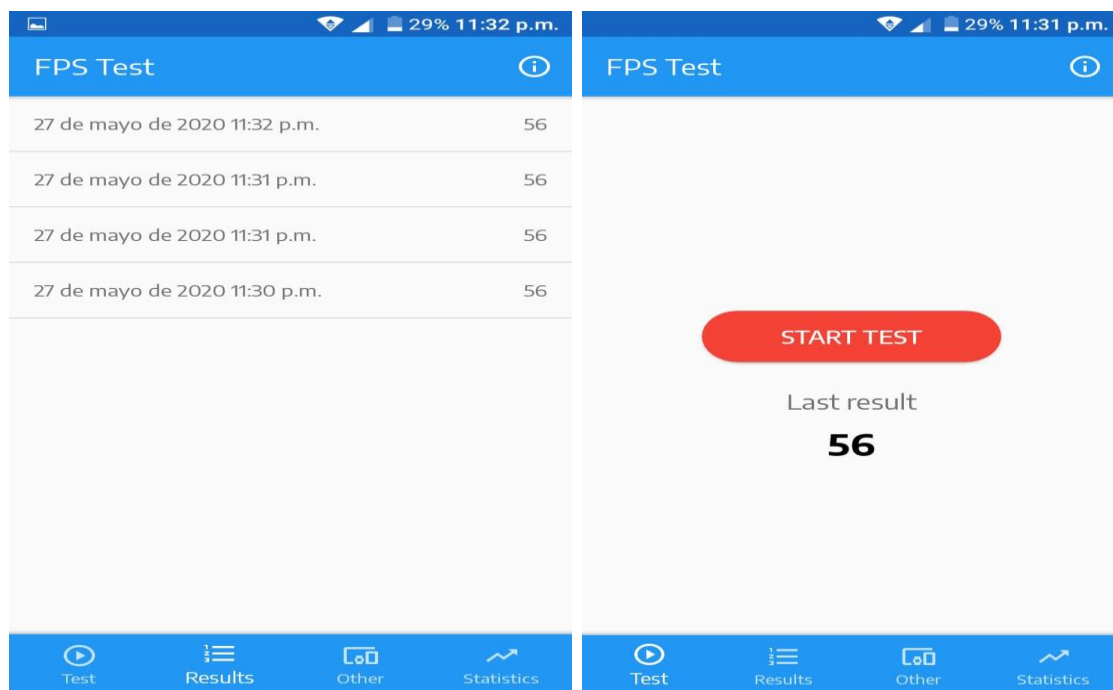 29% 11:32 p.m.
FPS Test
27 de mayo de 2020 11:32 p.m. 56
27 de mayo de 2020 11:31 p.m. 56
27 de mayo de 2020 11:31 p.m. 56
27 de mayo de 2020 11:30 p.m. 56
Test Results Other Statistics
29% 11:31 p.m.
FPS Test
START TEST
Last result
56
Test Results Other Statistics